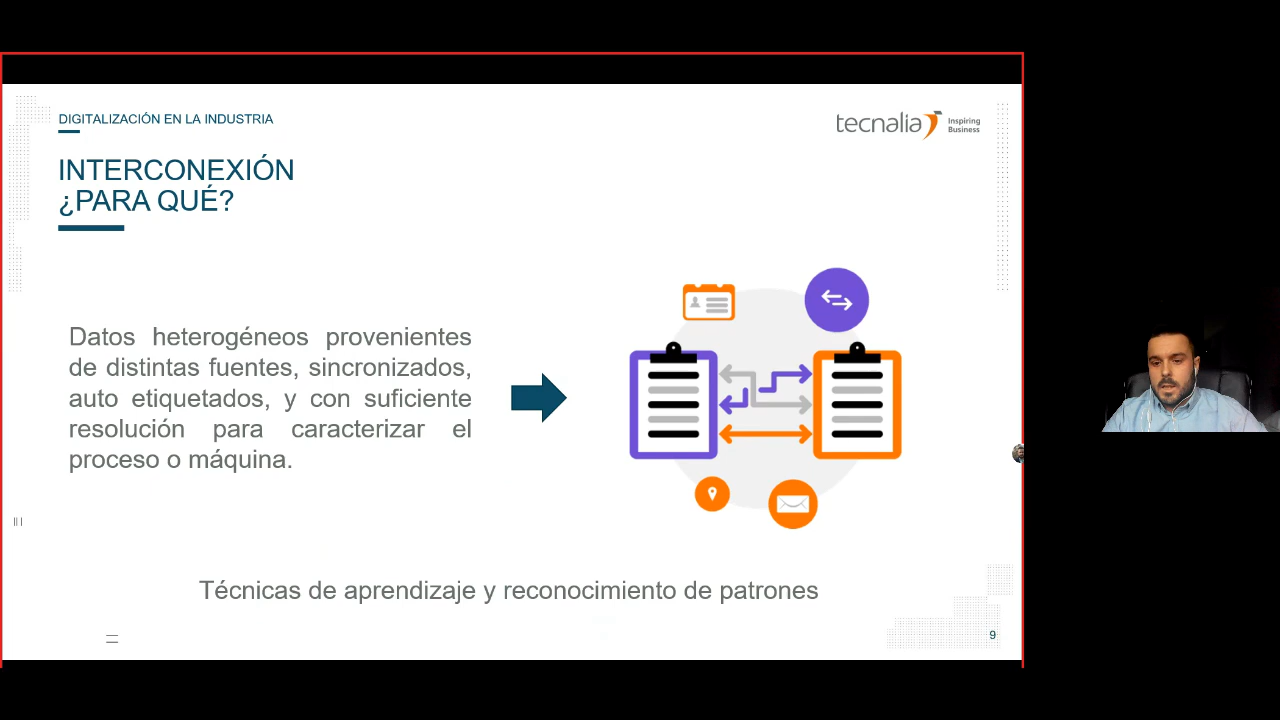 DIGITALIZACIÓN EN LA INDUSTRIA
tecnalia Inspiring
Business
INTERCONEXIÓN
¿PARA QUÉ?
Datos heterogéneos provenientes
de distintas fuentes, sincronizados,
auto etiquetados, y con suficiente
resolución para caracterizar el
proceso o máquina.
Técnicas de aprendizaje y reconocimiento de patrones
9